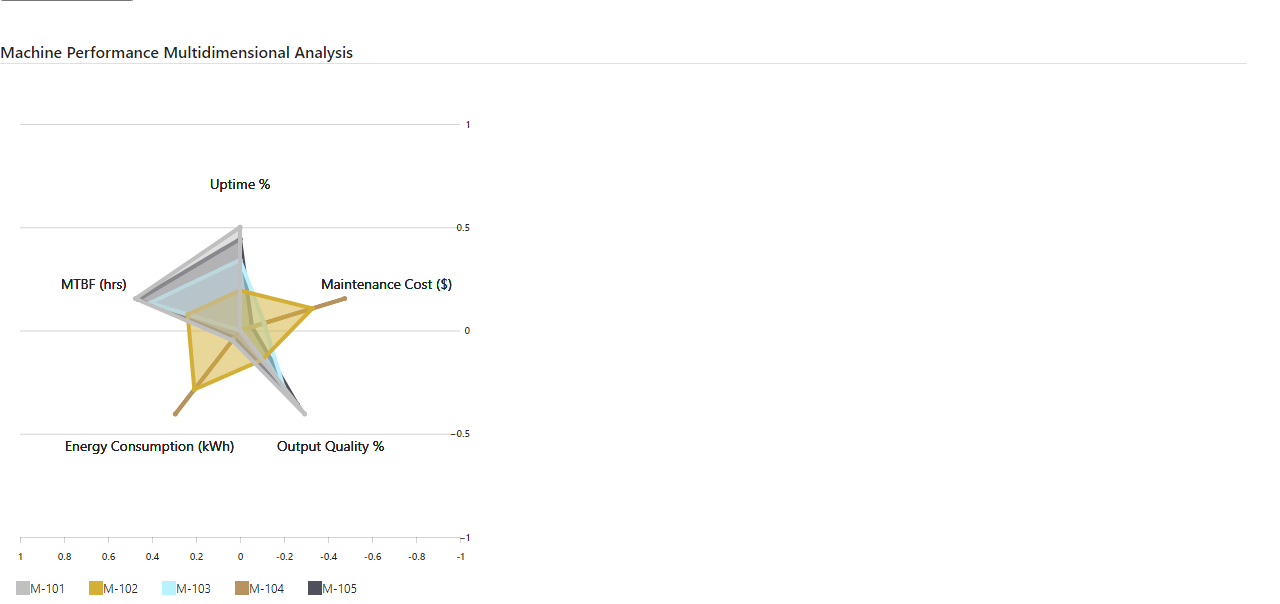 Machine Performance Multidimensional Analysis
1
Uptime %
0.5
MTBF (hrs)
Maintenance Cost ($)
0
-0.5
Energy Consumption (kWh)
Output Quality %
-1
1 0.8 0.6 0.4 0.2 0 -0.2 -0.4 -0.6 -0.8 -1
M-101 M-102 M-103 M-104 M-105